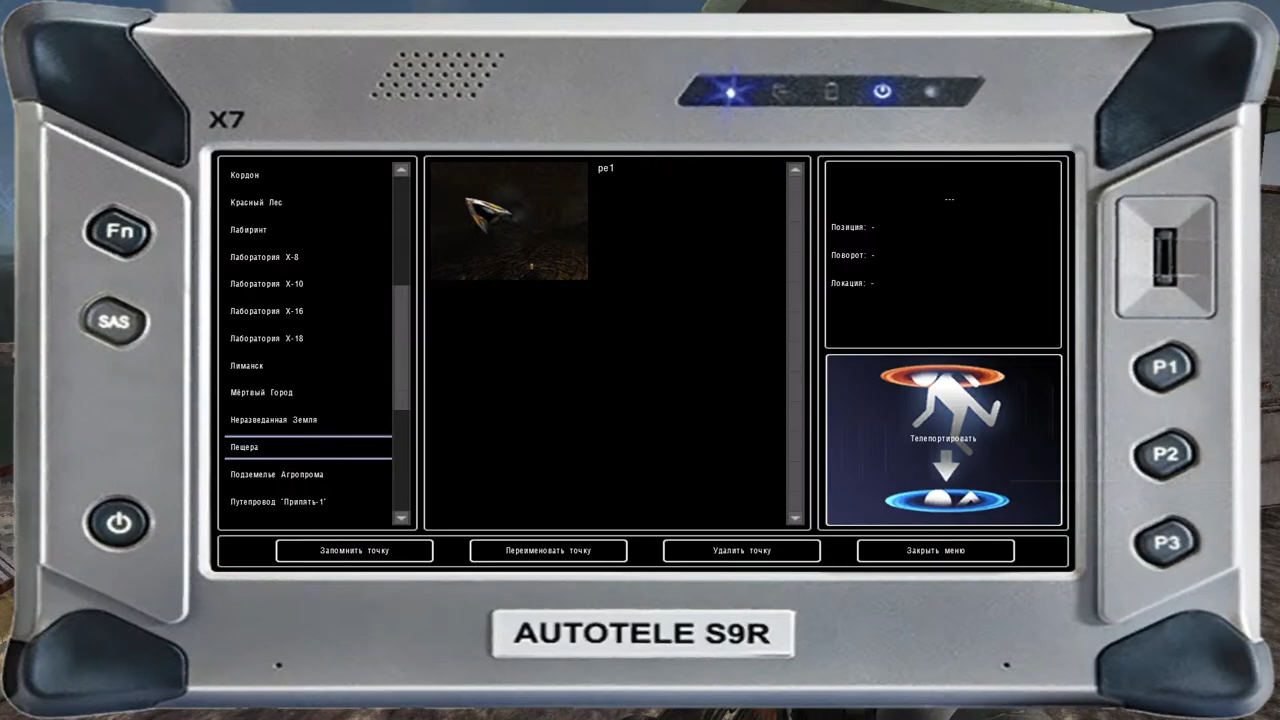 X7
Fn
SAS
Кордон
Красный Лес
Лабиринт
Лаборатория Х-8
Лаборатория Х-10
Лаборатория Х-16
Лаборатория Х-18
Лиманск
Мёртвый Город
Неразведанная Земля
Пещера
Подземелье Агропрома
Путепровод "Припять-1"
pe1
---
Позиция: -
Поворот: -
Локация: -
Телепортировать
Запомнить точку
Переименовать точку
Удалить точку
Закрыть меню
P1
P2
P3
AUTOTELE S9R